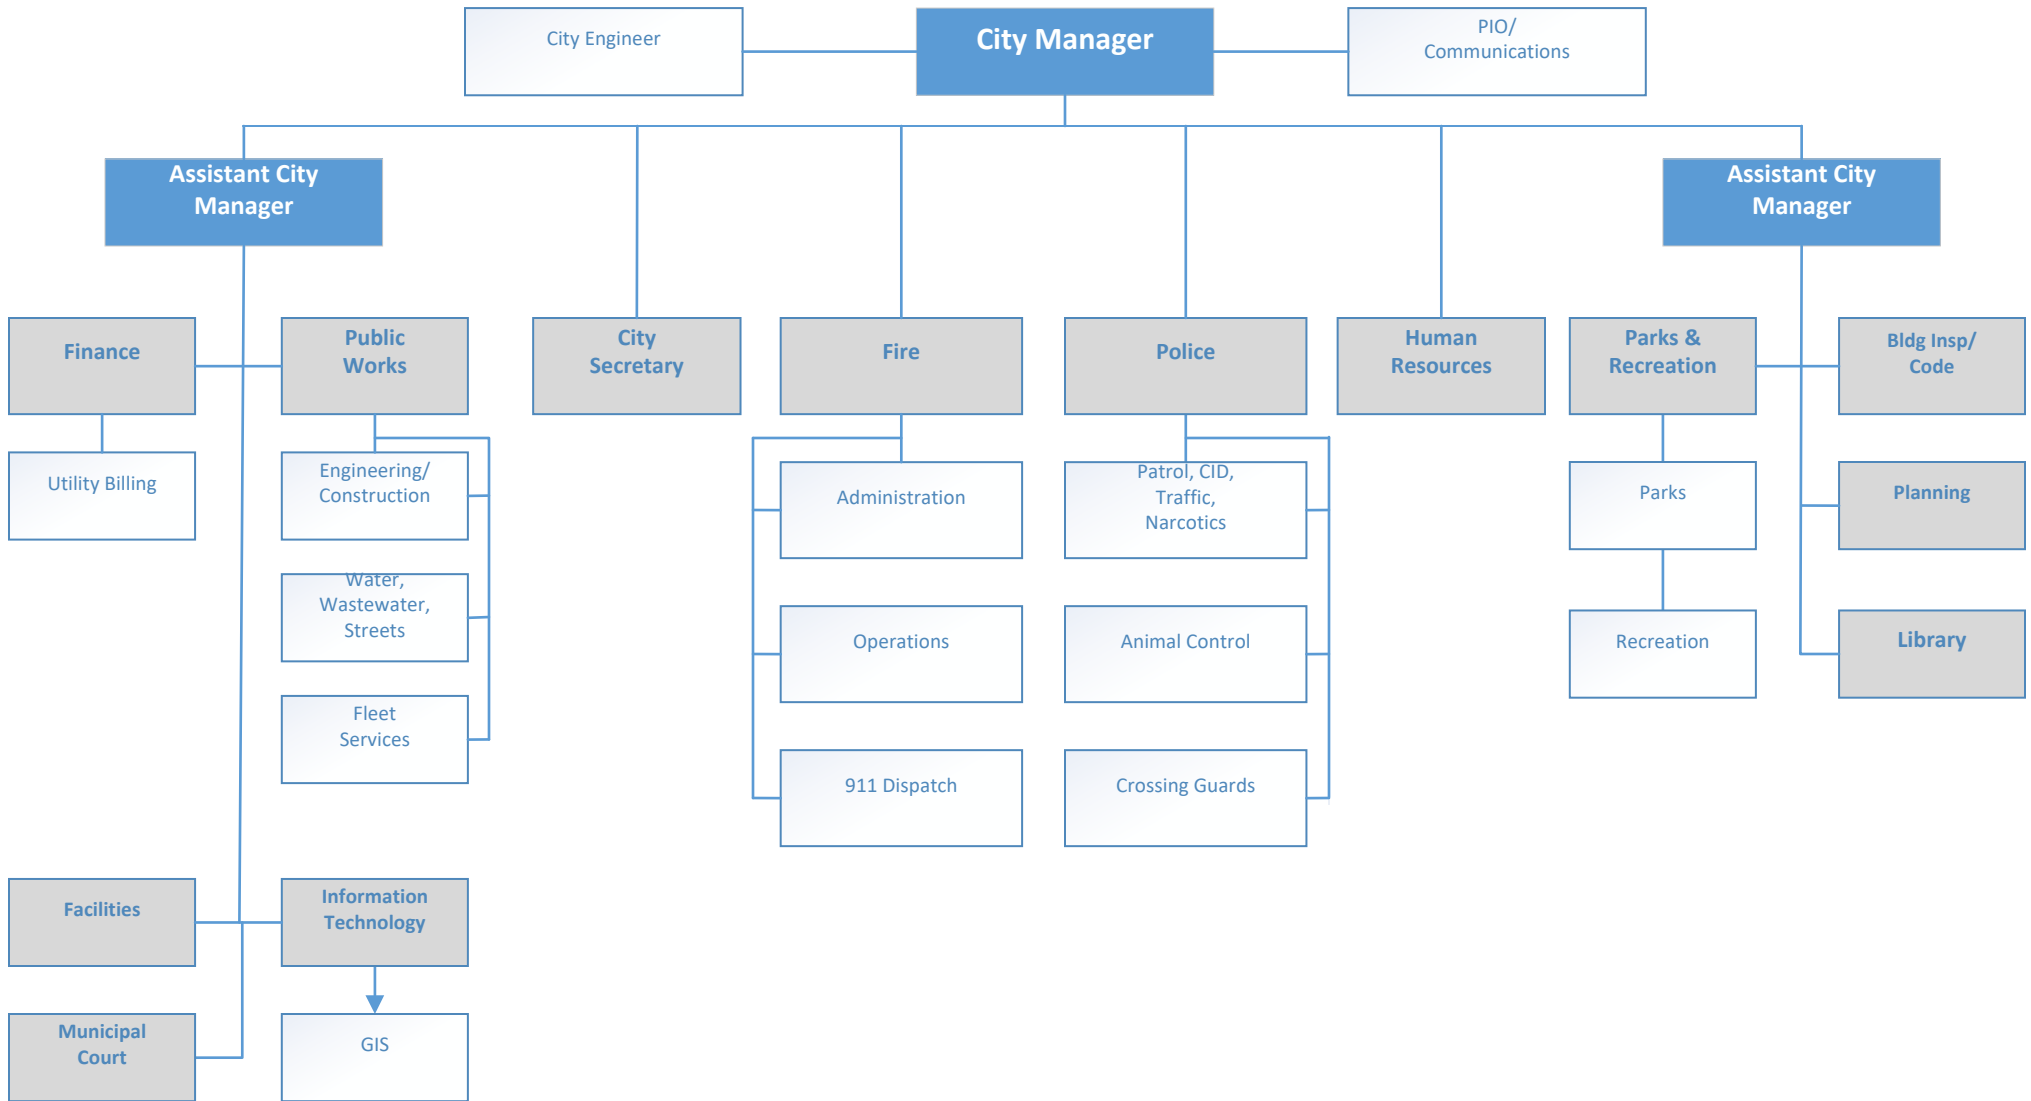 City Engineer
City Manager
PIO/
Communications
Assistant City
Manager
Assistant City
Manager
Finance
Public
Works
City
Secretary
Fire
Police
Human
Resources
Parks &
Recreation
Bldg Insp/
Code
Utility Billing
Engineering/
Construction
Administration
Patrol, CID,
Traffic,
Narcotics
Parks
Planning
Water,
Wastewater,
Streets
Operations
Animal Control
Recreation
Library
Fleet
Services
911 Dispatch
Crossing Guards
Facilities
Information
Technology
Municipal
Court
GIS